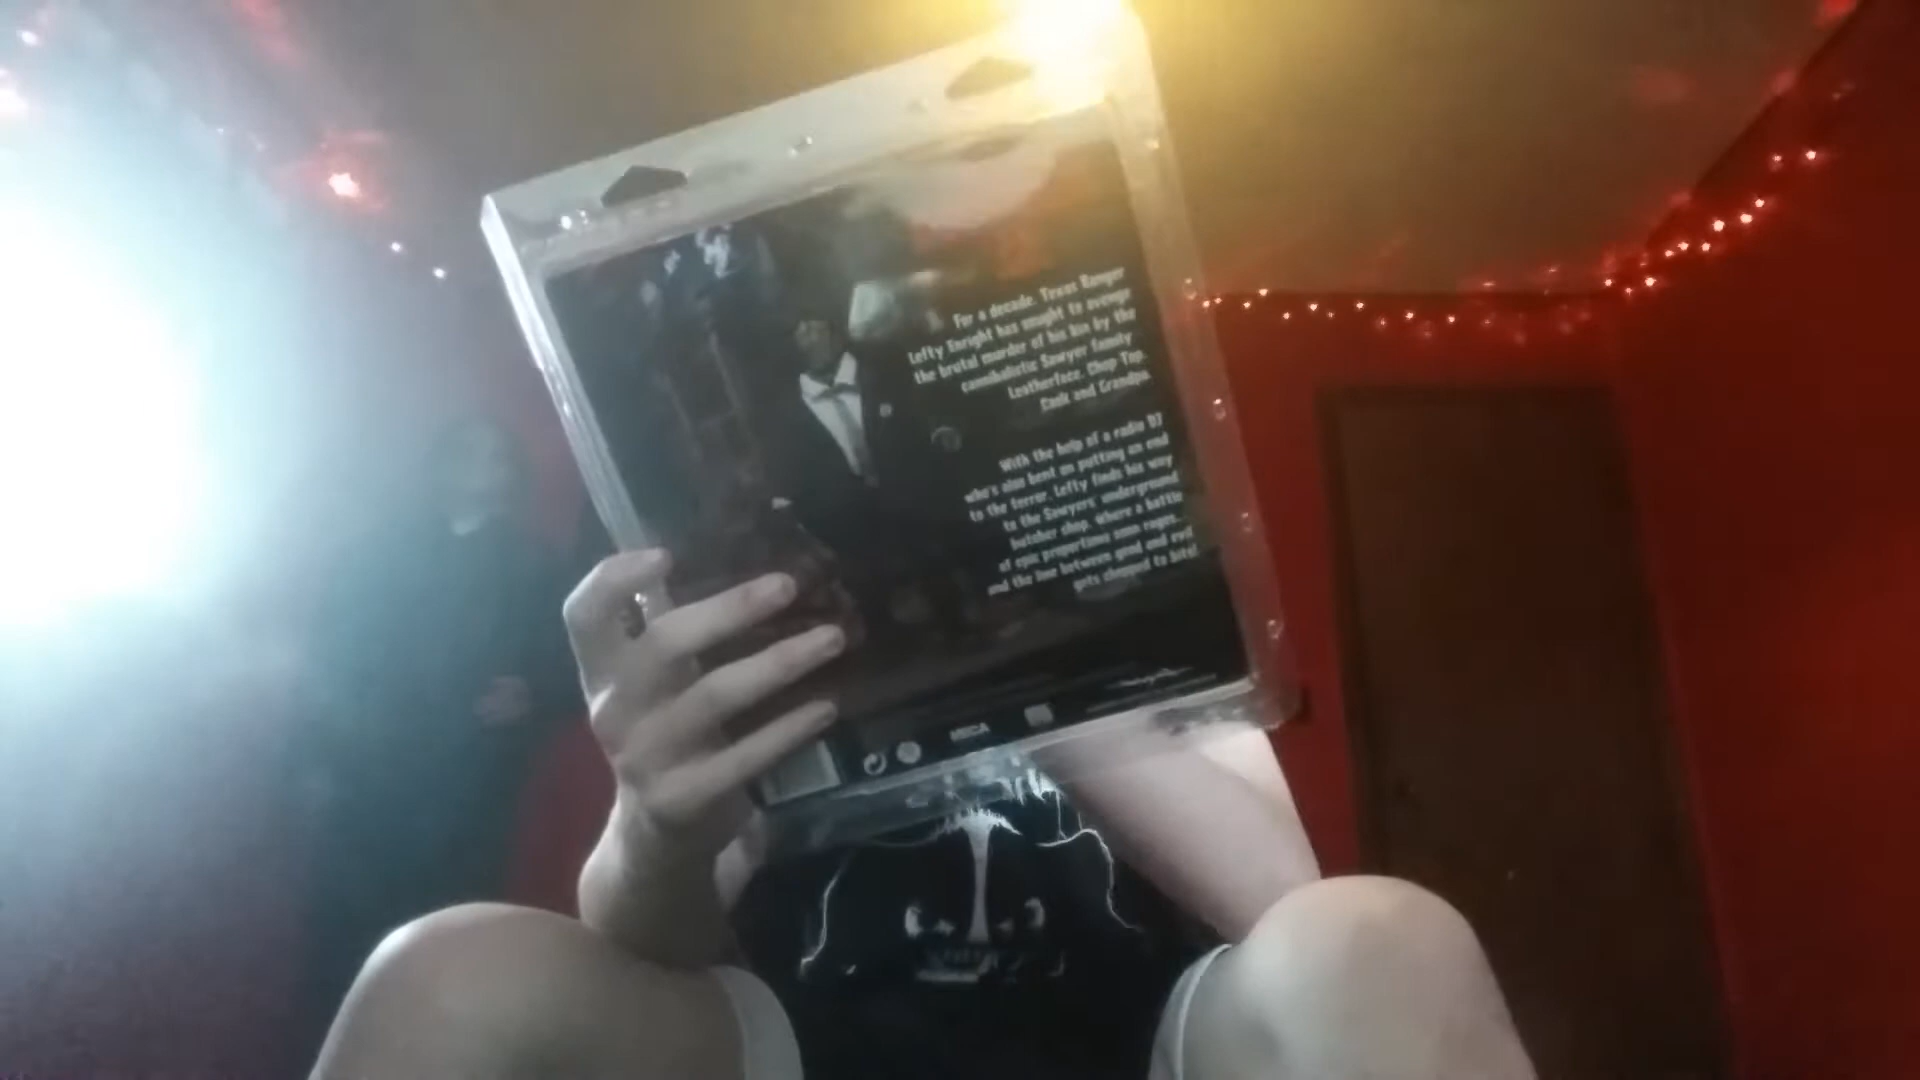 For a decade, Texas Ranger
Lefty Enright has sought to avenge
the brutal murder of his kin by the
cannibalistic Sawyer family
Leatherface, Chop Top,
Cook and Grandpa.
With the help of a radio DJ
who's also bent on putting an end
to the terror, Lefty finds his way
to the Sawyers' underground
butcher shop, where a battle
of epic proportions soon rages...
and the line between good and evil
gets chopped to bits!
NECA